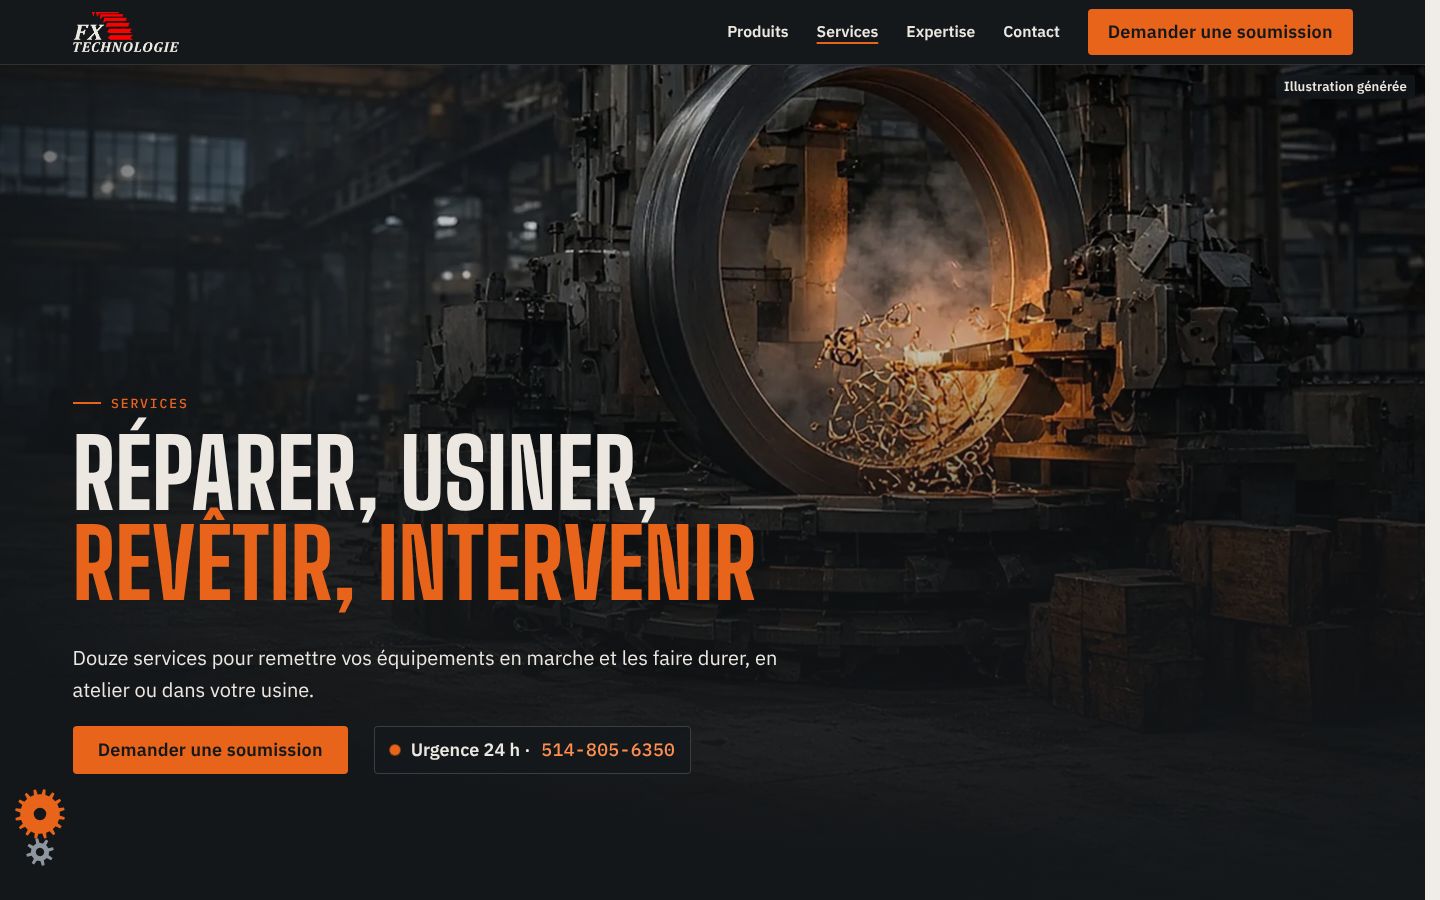 FX
TECHNOLOGIE
Produits
Services
Expertise
Contact
Demander une soumission
Illustration générée
SERVICES
RÉPARER, USINER,
REVÊTIR, INTERVENIR
Douze services pour remettre vos équipements en marche et les faire durer, en
atelier ou dans votre usine.
Demander une soumission
Urgence 24 h · 514-805-6350